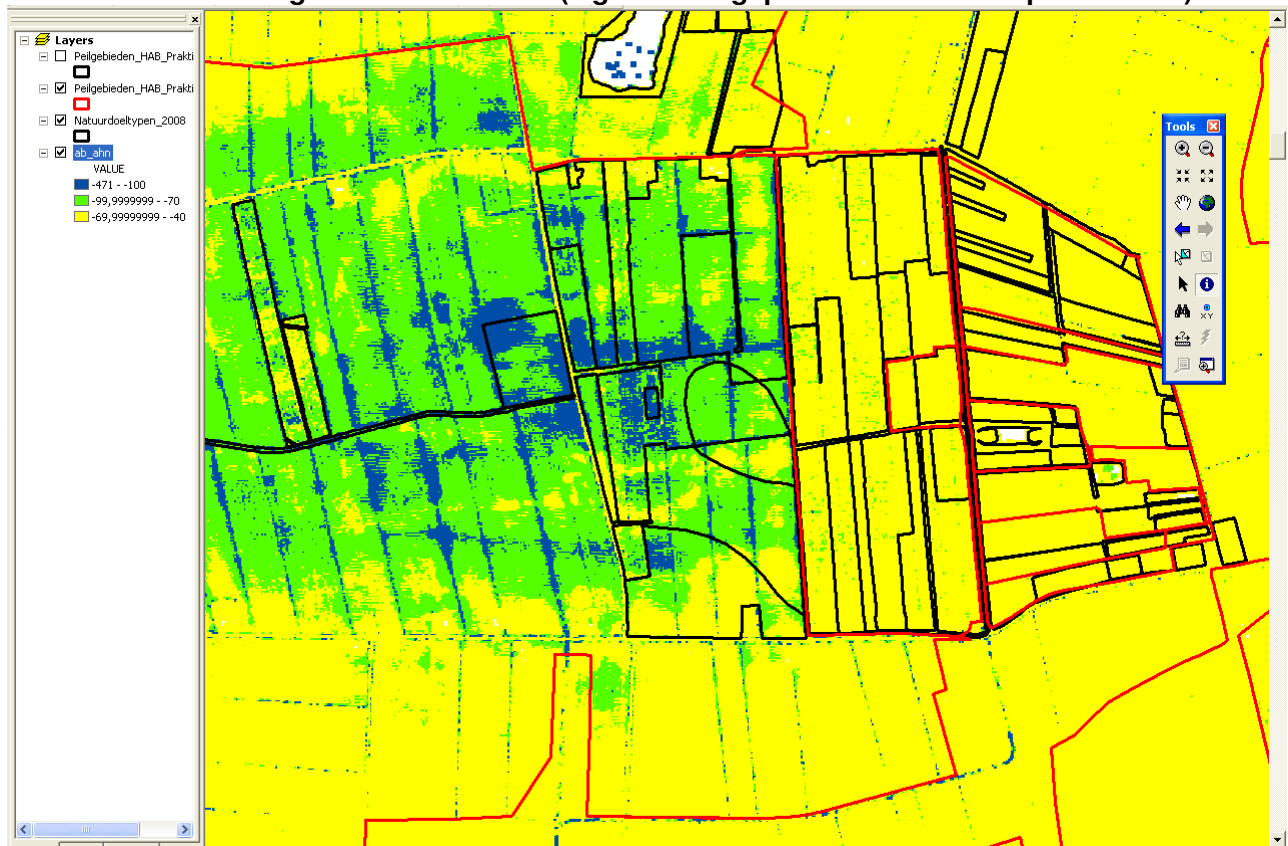 Layers
Peilgebieden_HAB_Prakti
Peilgebieden_HAB_Prakti
Natuurdoeltypen_2008
ab_ahn
VALUE
-471 - -100
-99,9999999 - -70
-69,99999999 - -40
Tools
XY